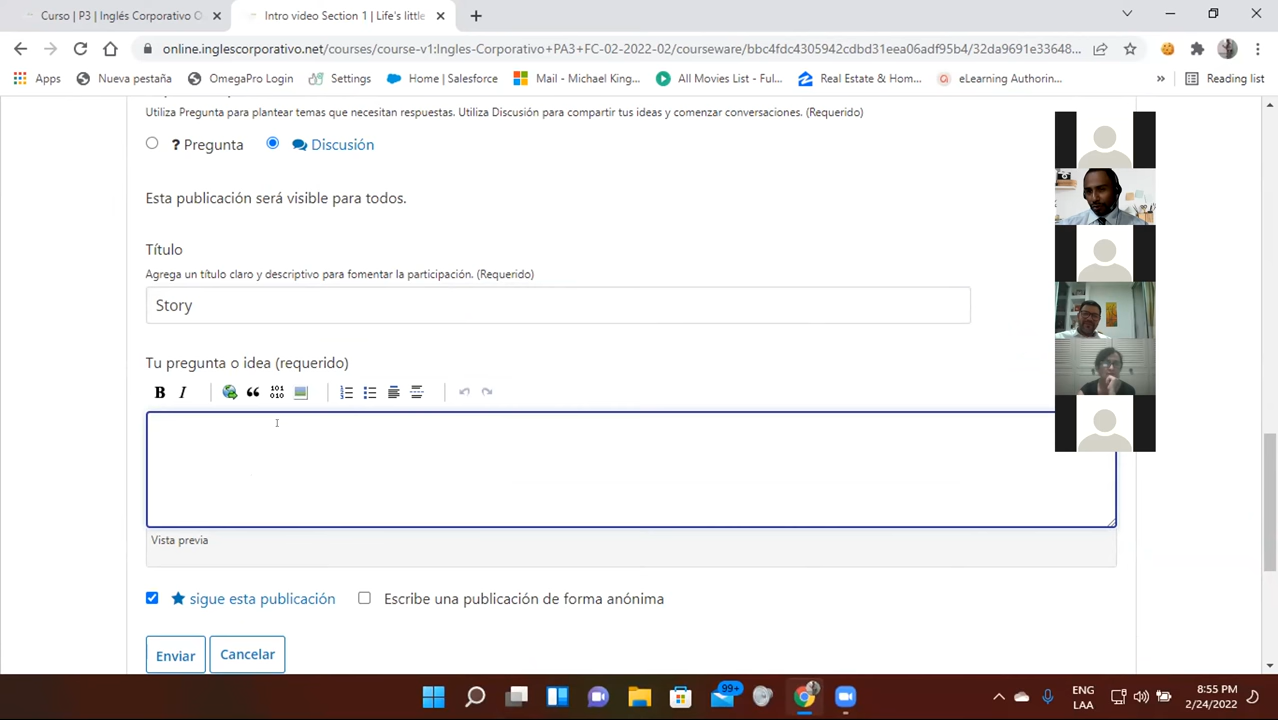 Curso | P3 | Inglés Corporativo O
Intro video Section 1 | Life's little
online.inglescorporativo.net/courses/course-v1:Ingles-Corporativo+PA3+FC-02-2022-02/courseware/bbc4fdc4305942cdbd31eea06adf95b4/32da9691e33648...
Apps Nueva pestaña OmegaPro Login Settings Home | Salesforce Mail - Michael King... All Movies List - Ful... Real Estate & Hom... eLearning Authorin... » Reading list
Utiliza Pregunta para plantear temas que necesitan respuestas. Utiliza Discusión para compartir tus ideas y comenzar conversaciones. (Requerido)
? Pregunta Discusión
Esta publicación será visible para todos.
Título
Agrega un título claro y descriptivo para fomentar la participación. (Requerido)
Story
Tu pregunta o idea (requerido)
B I 101 010
Vista previa
sigue esta publicación Escribe una publicación de forma anónima
Enviar Cancelar
99+
ENG 8:55 PM
LAA 2/24/2022